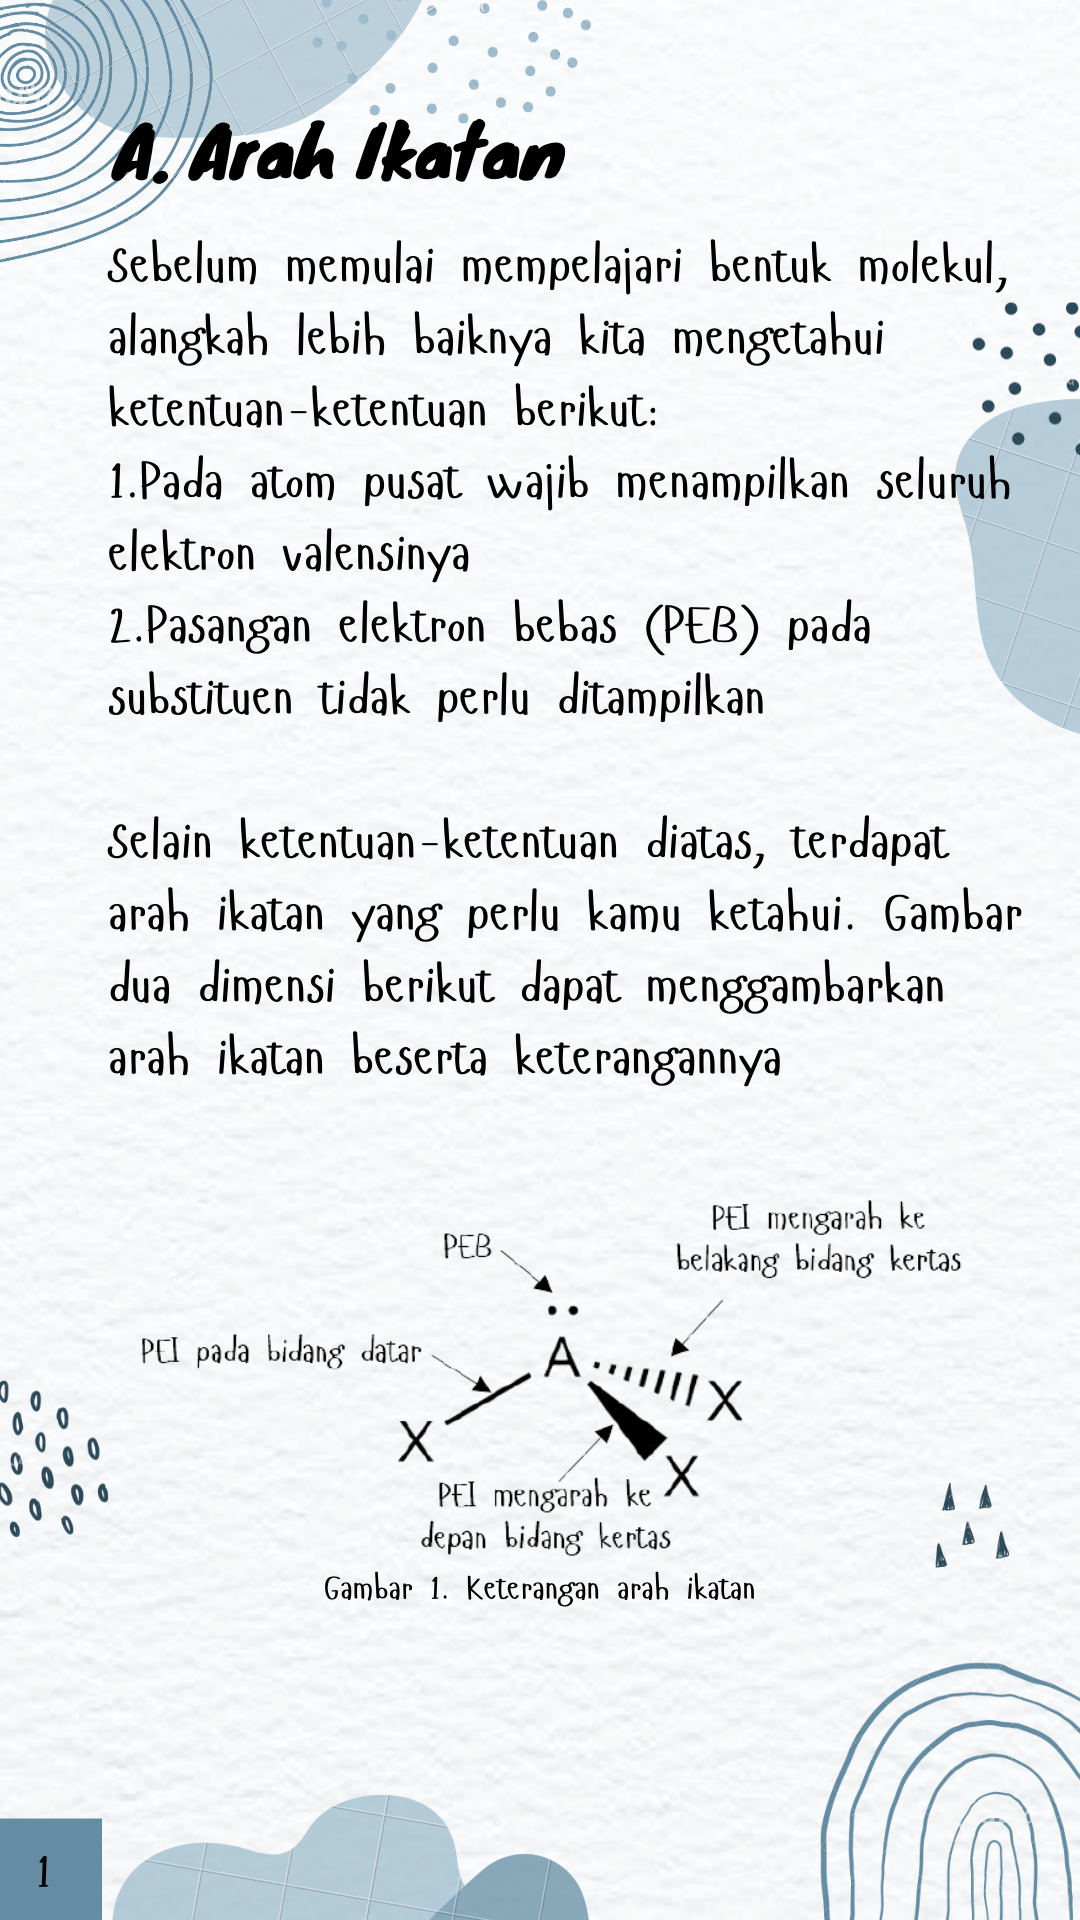 A. Arah Ikatan
Sebelum memulai mempelajari bentuk molekul,
alangkah lebih baiknya kita mengetahui
ketentuan-ketentuan berikut:
1.Pada atom pusat wajib menampilkan seluruh
elektron valensinya
2.Pasangan elektron bebas (PEB) pada
substituen tidak perlu ditampilkan
Selain ketentuan-ketentuan diatas, terdapat
arah ikatan yang perlu kamu ketahui. Gambar
dua dimensi berikut dapat menggambarkan
arah ikatan beserta keterangannya
PEI mengarah ke
belakang bidang kertas
PEB
PEI pada bidang datar
A
X
X
X
PEI mengarah ke
depan bidang kertas
Gambar 1. Keterangan arah ikatan
1